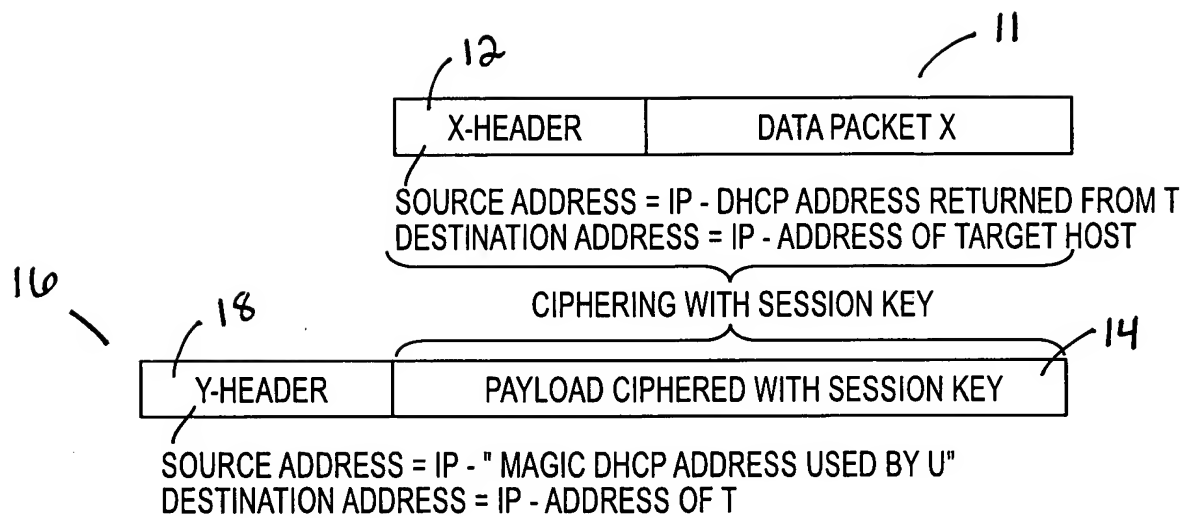 12
11
X-HEADER DATA PACKET X
SOURCE ADDRESS = IP - DHCP ADDRESS RETURNED FROM T
DESTINATION ADDRESS = IP - ADDRESS OF TARGET HOST
16
18
CIPHERING WITH SESSION KEY
14
Y-HEADER PAYLOAD CIPHERED WITH SESSION KEY
SOURCE ADDRESS = IP - " MAGIC DHCP ADDRESS USED BY U"
DESTINATION ADDRESS = IP - ADDRESS OF T